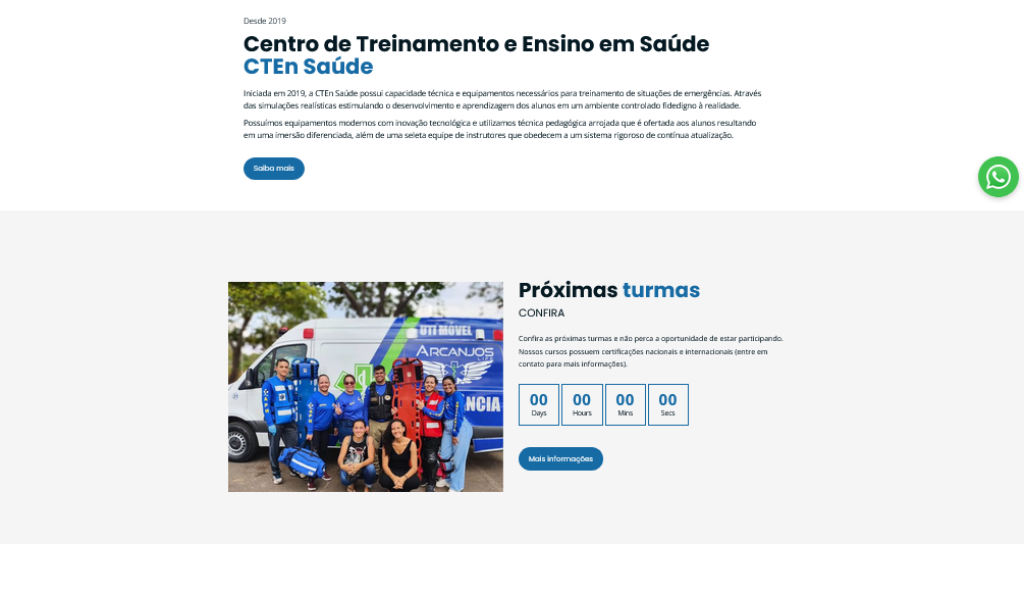 Desde 2019
Centro de Treinamento e Ensino em Saúde
CTEn Saúde
Iniciada em 2019, a CTEn Saúde possui capacidade técnica e equipamentos necessários para treinamento de situações de emergências. Através
das simulações realísticas estimulando o desenvolvimento e aprendizagem dos alunos em um ambiente controlado fidedigno à realidade.
Possuímos equipamentos modernos com inovação tecnológica e utilizamos técnica pedagógica arrojada que é ofertada aos alunos resultando
em uma imersão diferenciada, além de uma seleta equipe de instrutores que obedecem a um sistema rigoroso de contínua atualização.
Saiba mais
UTI MÓVEL
ARCANJOS
LIFE
NCIA
Próximas turmas
CONFIRA
Confira as próximas turmas e não perca a oportunidade de estar participando.
Nossos cursos possuem certificações nacionais e internacionais (entre em
contato para mais informações).
00 00 00 00
Days Hours Mins Secs
Mais informações